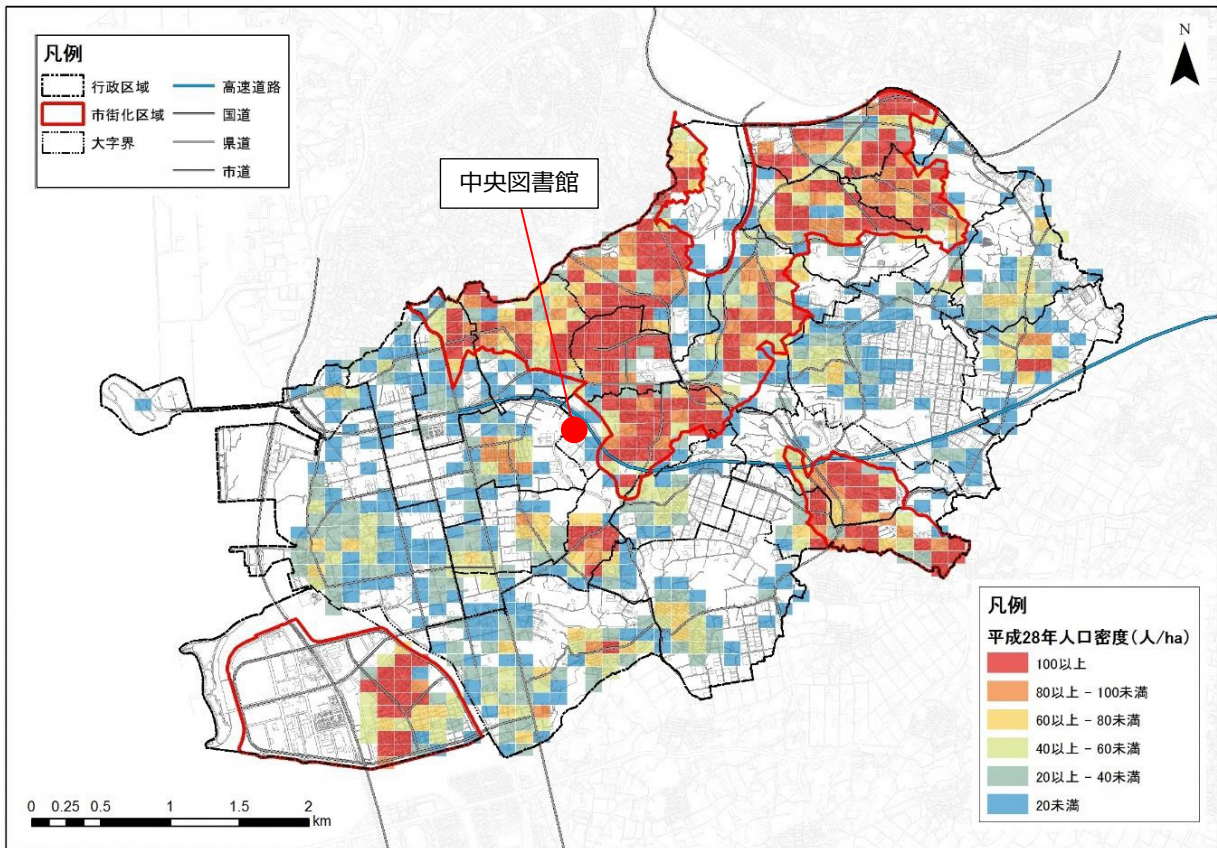 凡例
行政区域
高速道路
市街化区域
国道
大字界
県道
市道
中央図書館
N
凡例
平成28年人口密度(人/ha)
100以上
80以上 - 100未満
60以上 - 80未満
40以上 - 60未満
20以上 - 40未満
20未満
0 0.25 0.5 1 1.5 2
km